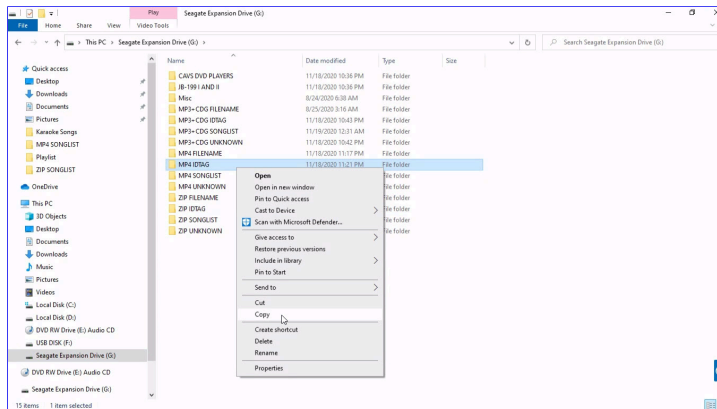 Play
Seagate Expansion Drive (G:)
File Home Share View Video Tools
This PC > Seagate Expansion Drive (G:) >
Search Seagate Expansion Drive (G:)
Name Date modified Type Size
Quick access
Desktop
Downloads
Documents
Pictures
Karaoke Songs
MP4 SONGLIST
Playlist
ZIP SONGLIST
OneDrive
This PC
3D Objects
Desktop
Documents
Downloads
Music
Pictures
Videos
Local Disk (C:)
Local Disk (D:)
DVD RW Drive (E:) Audio CD
USB DISK (F:)
Seagate Expansion Drive (G:)
DVD RW Drive (E:) Audio CD
Seagate Expansion Drive (G:)
CAVS DVD PLAYERS 11/18/2020 10:36 PM File folder
JB-199 I AND II 11/18/2020 10:36 PM File folder
Misc 8/24/2020 6:38 AM File folder
MP3+CDG FILENAME 8/25/2020 3:16 AM File folder
MP3+CDG IDTAG 11/18/2020 10:43 PM File folder
MP3+CDG SONGLIST 11/19/2020 12:31 AM File folder
MP3+CDG UNKNOWN 11/18/2020 10:42 PM File folder
MP4 FILENAME 11/18/2020 11:17 PM File folder
MP4 IDTAG 11/18/2020 11:21 PM File folder
MP4 SONGLIST File folder
MP4 UNKNOWN File folder
ZIP FILENAME File folder
ZIP IDTAG File folder
ZIP SONGLIST File folder
ZIP UNKNOWN File folder
Open
Open in new window
Pin to Quick access
Cast to Device
Scan with Microsoft Defender...
Give access to
Restore previous versions
Include in library
Pin to Start
Send to
Cut
Copy
Create shortcut
Delete
Rename
Properties
15 items 1 item selected